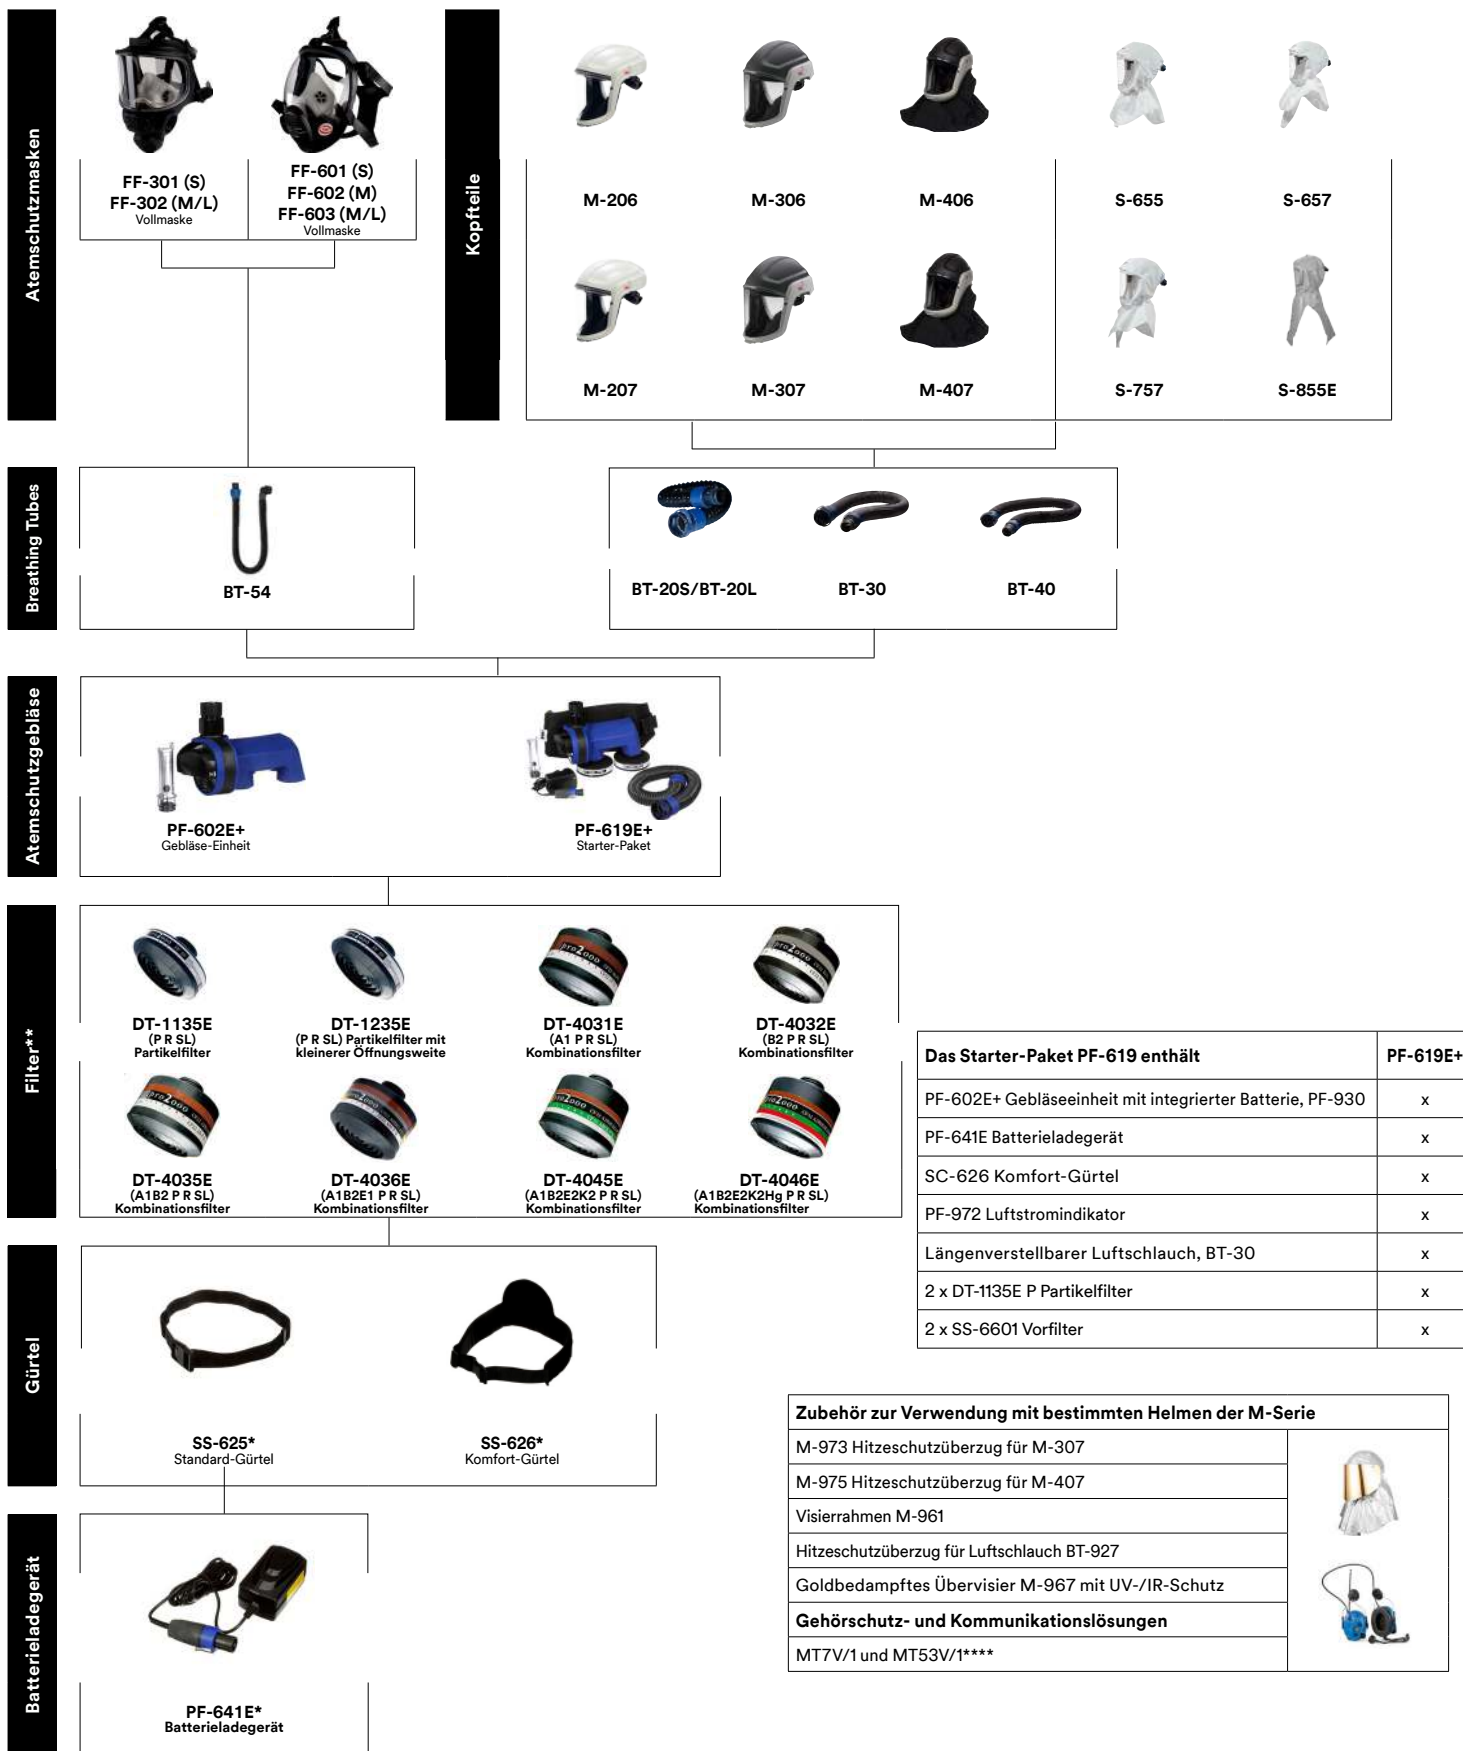 Atemschutzmasken
FF-301 (S)
FF-302 (M/L)
Vollmaske
FF-601 (S)
FF-602 (M)
FF-603 (M/L)
Vollmaske
Kopfteile
M-206
M-306
M-406
S-655
S-657
M-207
M-307
M-407
S-757
S-855E
Breathing Tubes
BT-54
BT-20S/BT-20L
BT-30
BT-40
Atemschutzgebläse
PF-602E+
Gebläse-Einheit
PF-619E+
Starter-Paket
Filter**
DT-1135E
(P R SL)
Partikelfilter
DT-1235E
(P R SL) Partikelfilter mit
kleinerer Öffnungsweite
DT-4031E
(A1 P R SL)
Kombinationsfilter
DT-4032E
(B2 P R SL)
Kombinationsfilter
DT-4035E
(A1B2 P R SL)
Kombinationsfilter
DT-4036E
(A1B2E1 P R SL)
Kombinationsfilter
DT-4045E
(A1B2E2K2 P R SL)
Kombinationsfilter
DT-4046E
(A1B2E2K2Hg P R SL)
Kombinationsfilter
Das Starter-Paket PF-619 enthält PF-619E+
PF-602E+ Gebläseeinheit mit integrierter Batterie, PF-930 x
PF-641E Batterieladegerät x
SC-626 Komfort-Gürtel x
PF-972 Luftstromindikator x
Längenverstellbarer Luftschlauch, BT-30 x
2 x DT-1135E P Partikelfilter x
2 x SS-6601 Vorfilter x
Gürtel
SS-625*
Standard-Gürtel
SS-626*
Komfort-Gürtel
Zubehör zur Verwendung mit bestimmten Helmen der M-Serie
M-973 Hitzeschutzüberzug für M-307
M-975 Hitzeschutzüberzug für M-407
Visierrahmen M-961
Hitzeschutzüberzug für Luftschlauch BT-927
Goldbedampftes Übervisier M-967 mit UV-/IR-Schutz
Gehörschutz- und Kommunikationslösungen
MT7V/1 und MT53V/1****
Batterieladegerät
PF-641E*
Batterieladegerät